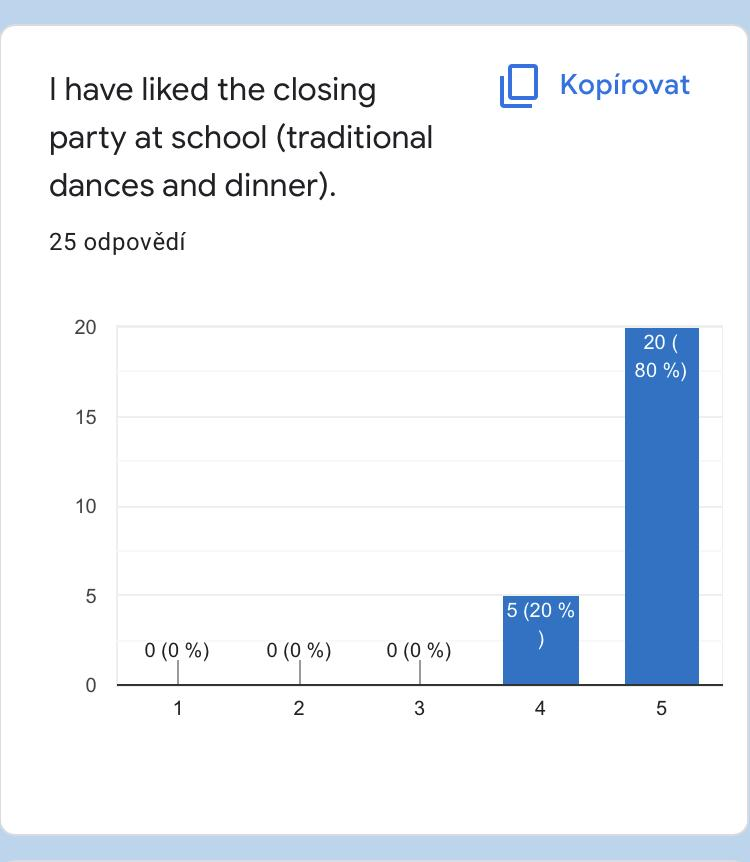 I have liked the closing
party at school (traditional
dances and dinner).
Kopírovat
25 odpovědí
20
15
10
5
0
0 (0 %)
0 (0 %)
0 (0 %)
5 (20 %
)
20 (
80 %)
1
2
3
4
5